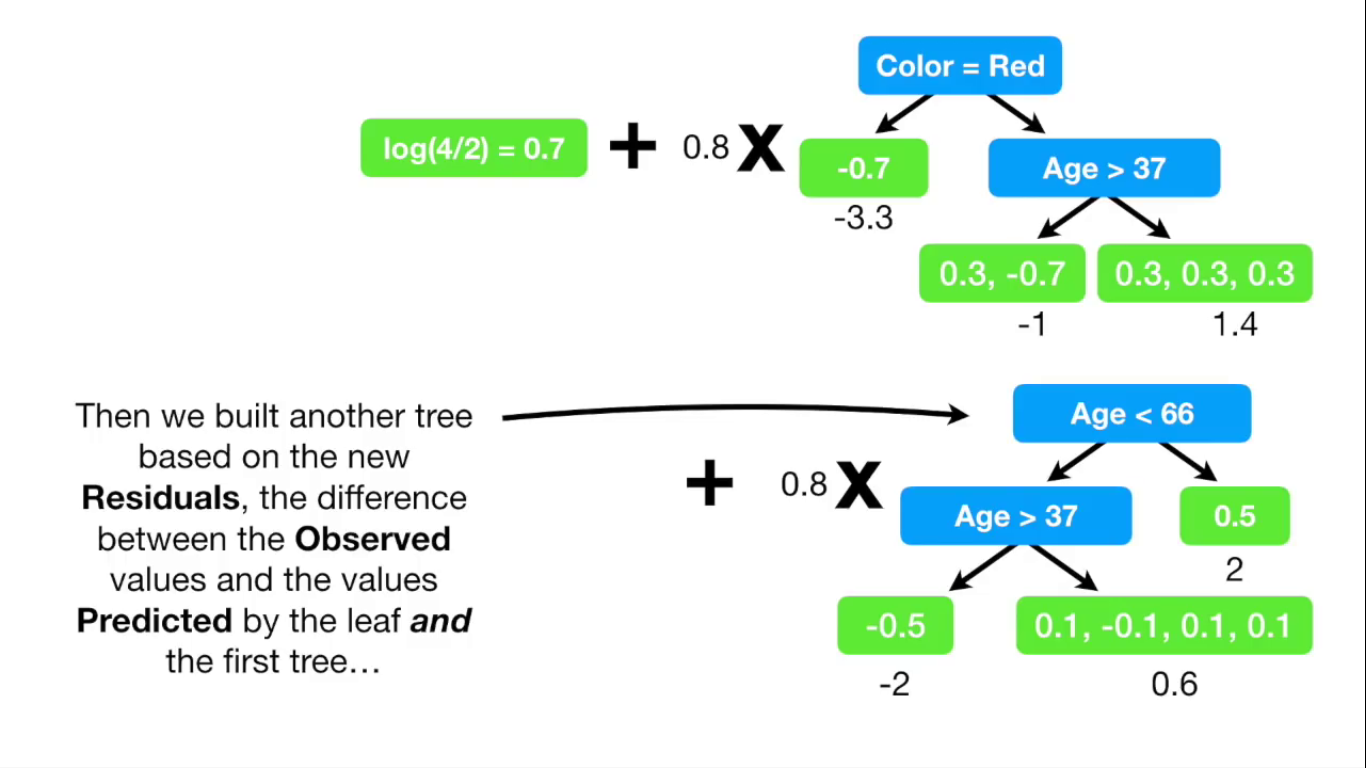 Color = Red
log(4/2) = 0.7
+ 0.8 X
-0.7
Age > 37
-3.3
0.3, -0.7
0.3, 0.3, 0.3
-1
1.4
Then we built another tree
based on the new
Residuals, the difference
between the Observed
values and the values
Predicted by the leaf and
the first tree…
Age < 66
+ 0.8 X
Age > 37
0.5
2
-0.5
0.1, -0.1, 0.1, 0.1
-2
0.6